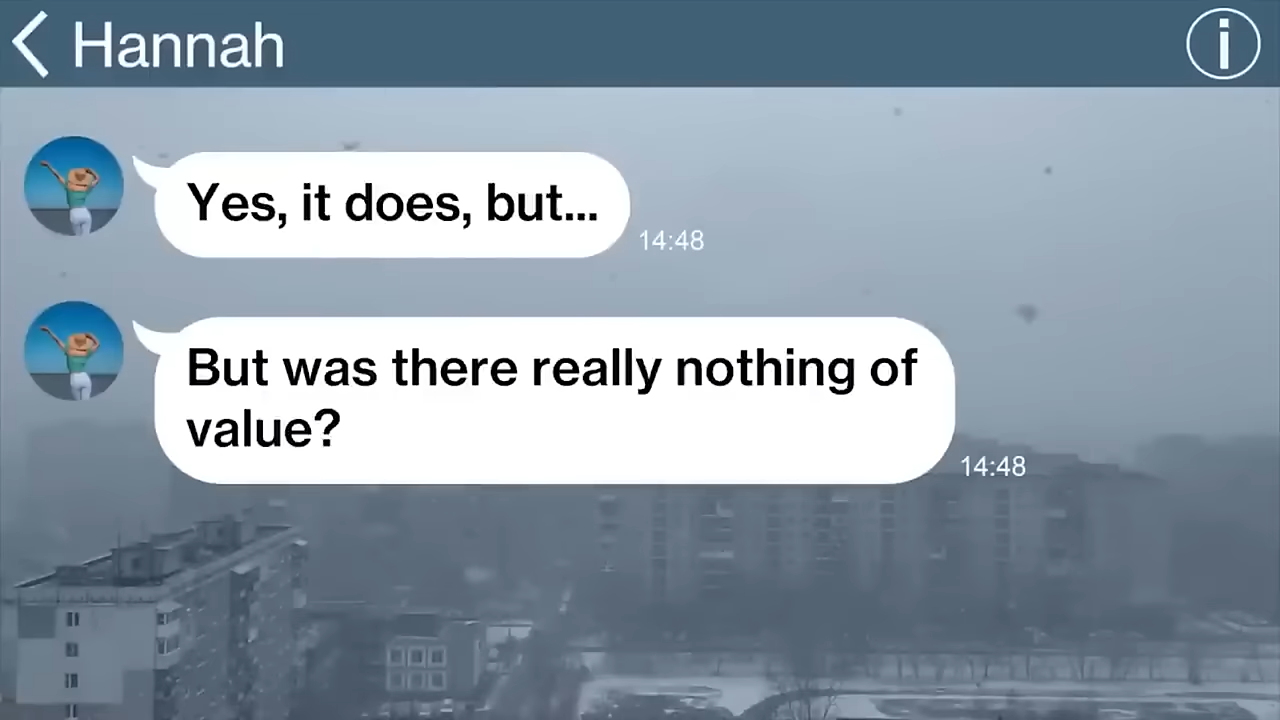 Hannah
Yes, it does, but...
14:48
But was there really nothing of
value?
14:48